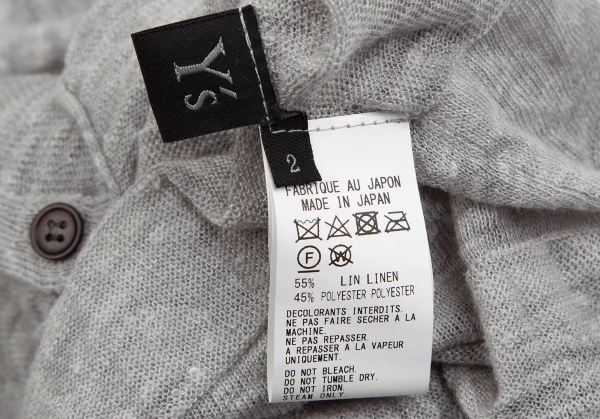 Y's
2
FABRIQUE AU JAPON
MADE IN JAPAN
F W
55% LIN LINEN
45% POLYESTER POLYESTER
DECOLORANTS INTERDITS.
NE PAS FAIRE SECHER A LA
MACHINE.
NE PAS REPASSER.
A REPASSER A LA VAPEUR
UNIQUEMENT.
DO NOT BLEACH.
DO NOT TUMBLE DRY.
DO NOT IRON.
STEAM ONLY